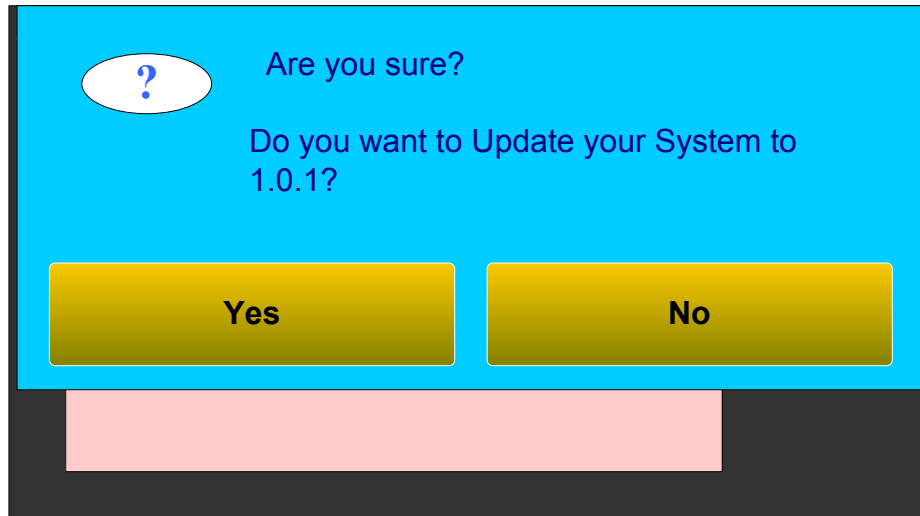 ?
Are you sure?
Do you want to Update your System to
1.0.1?
Yes
No